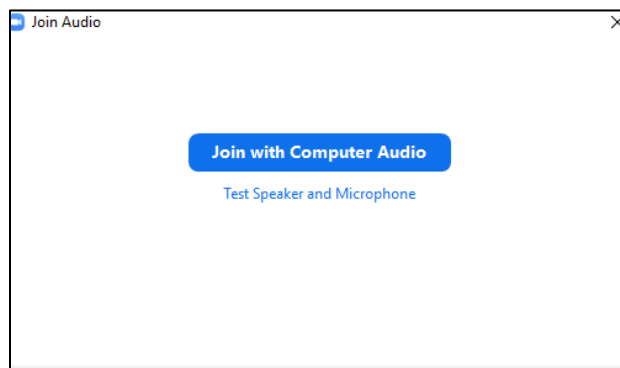 Join Audio
Join with Computer Audio
Test Speaker and Microphone